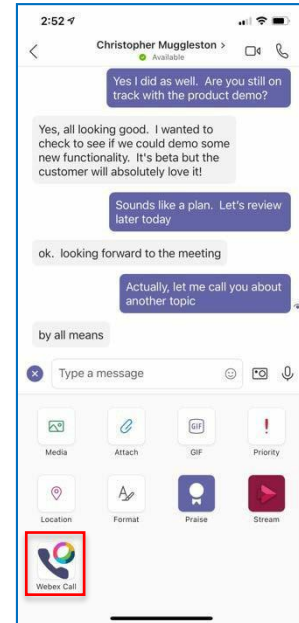 2:52
Christopher Muggleston >
Available
Yes I did as well. Are you still on
track with the product demo?
Yes, all looking good. I wanted to
check to see if we could demo some
new functionality. It's beta but the
customer will absolutely love it!
Sounds like a plan. Let's review
later today
ok. looking forward to the meeting
Actually, let me call you about
another topic
by all means
Type a message
GIF
Media
Attach
GIF
Priority
Location
Format
Praise
Stream
Webex Call